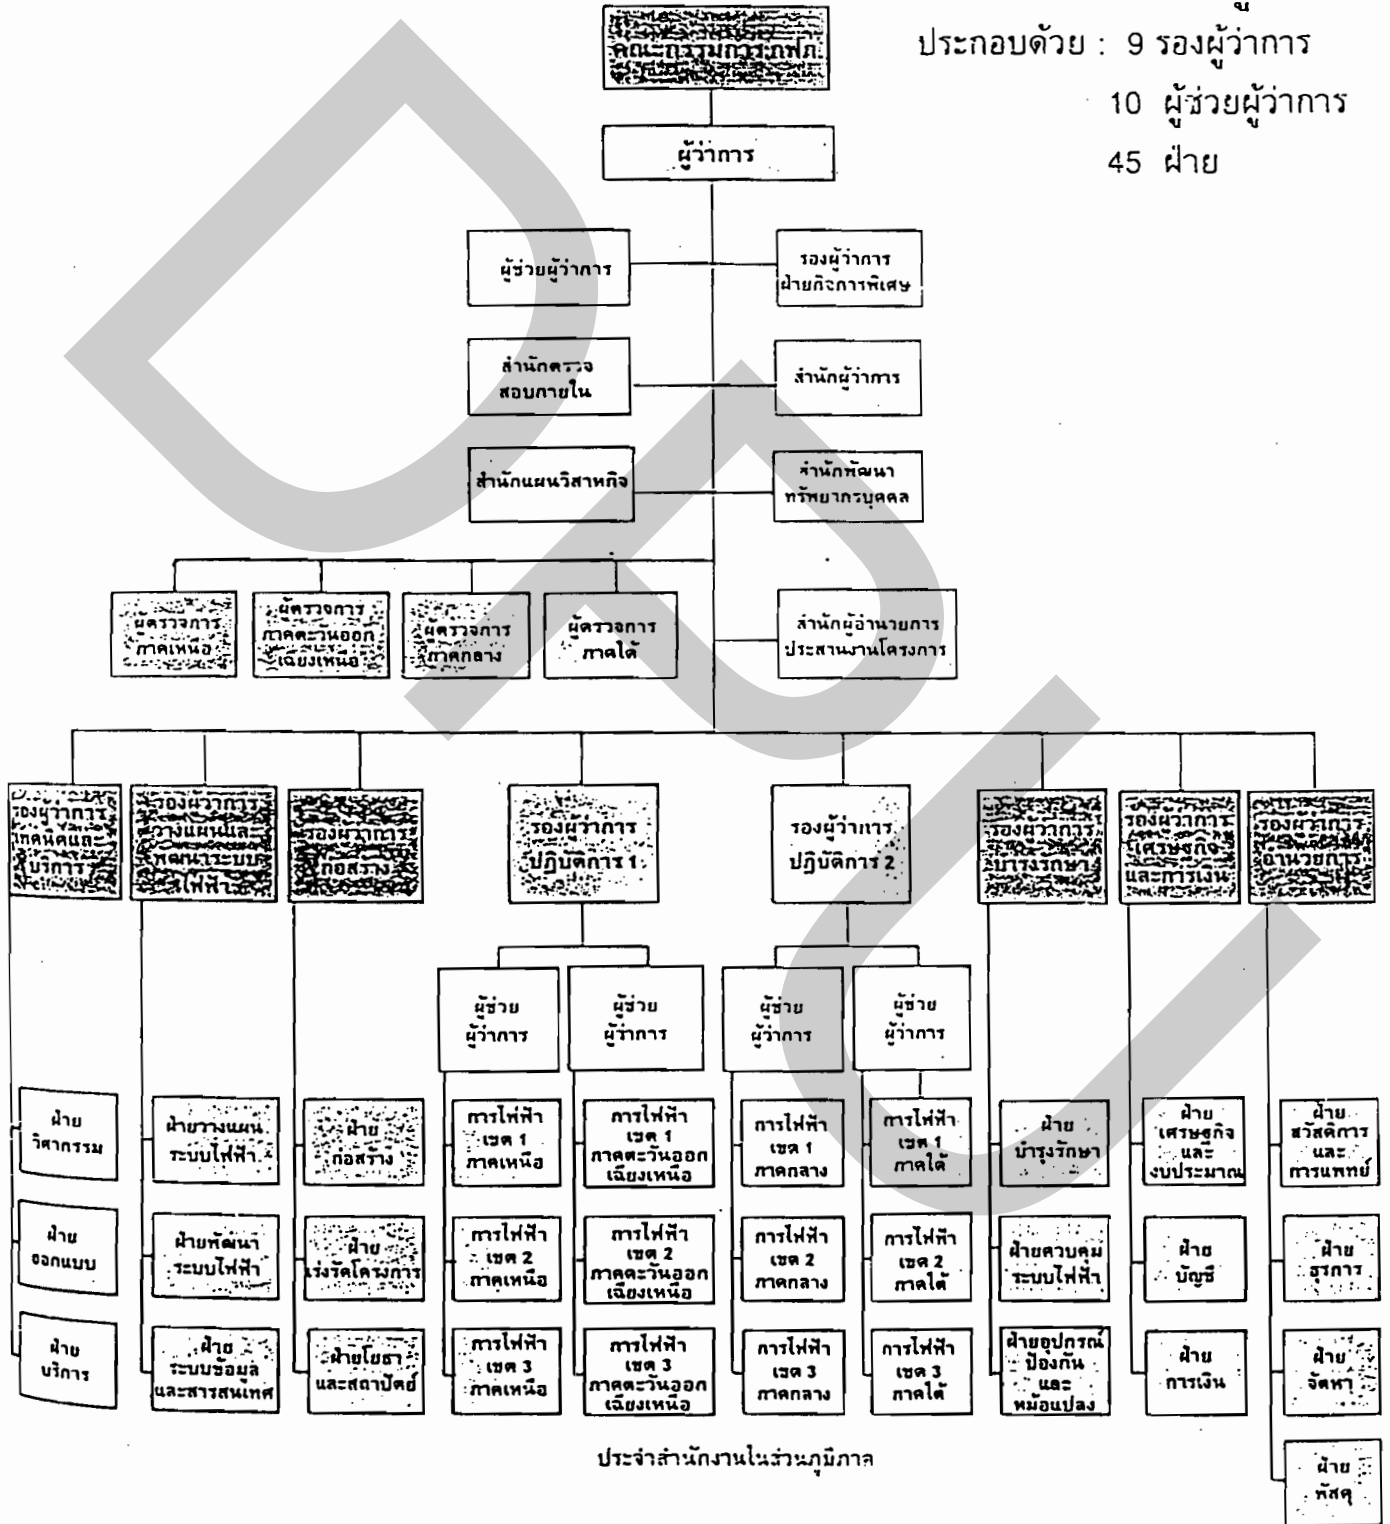 คณะกรรมการ กฟภ.
ประกอบด้วย : 9 รองผู้ว่าการ
10 ผู้ช่วยผู้ว่าการ
45 ฝ่าย
ผู้ว่าการ
ผู้ช่วยผู้ว่าการ
รองผู้ว่าการ
ฝ่ายกิจการพิเศษ
สำนักตรวจ
สอบภายใน
สำนักผู้ว่าการ
สำนักแผนวิสาหกิจ
สำนักพัฒนา
ทรัพยากรบุคคล
ผู้ตรวจการ
ภาคเหนือ
ผู้ตรวจการ
ภาคตะวันออก
เฉียงเหนือ
ผู้ตรวจการ
ภาคกลาง
ผู้ตรวจการ
ภาคใต้
สำนักผู้อำนวยการ
ประสานงานโครงการ
รองผู้ว่าการ
เทคนิคและ
บริการ
รองผู้ว่าการ
วางแผนและ
พัฒนาระบบ
ไฟฟ้า
รองผู้ว่าการ
ก่อสร้าง
รองผู้ว่าการ
ปฏิบัติการ 1
รองผู้ว่าการ
ปฏิบัติการ 2
รองผู้ว่าการ
บำรุงรักษา
รองผู้ว่าการ
เศรษฐกิจ
และการเงิน
รองผู้ว่าการ
อำนวยการ
ผู้ช่วย
ผู้ว่าการ
ผู้ช่วย
ผู้ว่าการ
ผู้ช่วย
ผู้ว่าการ
ผู้ช่วย
ผู้ว่าการ
ฝ่าย
วิศวกรรม
ฝ่ายวางแผน
ระบบไฟฟ้า
ฝ่าย
ก่อสร้าง
การไฟฟ้า
เขต 1
ภาคเหนือ
การไฟฟ้า
เขต 1
ภาคตะวันออก
เฉียงเหนือ
การไฟฟ้า
เขต 1
ภาคกลาง
การไฟฟ้า
เขต 1
ภาคใต้
ฝ่าย
บำรุงรักษา
ฝ่าย
เศรษฐกิจ
และ
งบประมาณ
ฝ่าย
สวัสดิการ
และ
การแพทย์
ฝ่าย
ออกแบบ
ฝ่ายพัฒนา
ระบบไฟฟ้า
ฝ่าย
เร่งรัดโครงการ
การไฟฟ้า
เขต 2
ภาคเหนือ
การไฟฟ้า
เขต 2
ภาคตะวันออก
เฉียงเหนือ
การไฟฟ้า
เขต 2
ภาคกลาง
การไฟฟ้า
เขต 2
ภาคใต้
ฝ่ายควบคุม
ระบบไฟฟ้า
ฝ่าย
บัญชี
ฝ่าย
ธุรการ
ฝ่าย
บริการ
ฝ่าย
ระบบข้อมูล
และสารสนเทศ
ฝ่ายโยธา
และสถาปัตย์
การไฟฟ้า
เขต 3
ภาคเหนือ
การไฟฟ้า
เขต 3
ภาคตะวันออก
เฉียงเหนือ
การไฟฟ้า
เขต 3
ภาคกลาง
การไฟฟ้า
เขต 3
ภาคใต้
ฝ่ายอุปกรณ์
ป้องกัน
และ
หม้อแปลง
ฝ่าย
การเงิน
ฝ่าย
จัดหา
ฝ่าย
พัสดุ
ประจำสำนักงานในส่วนภูมิภาค